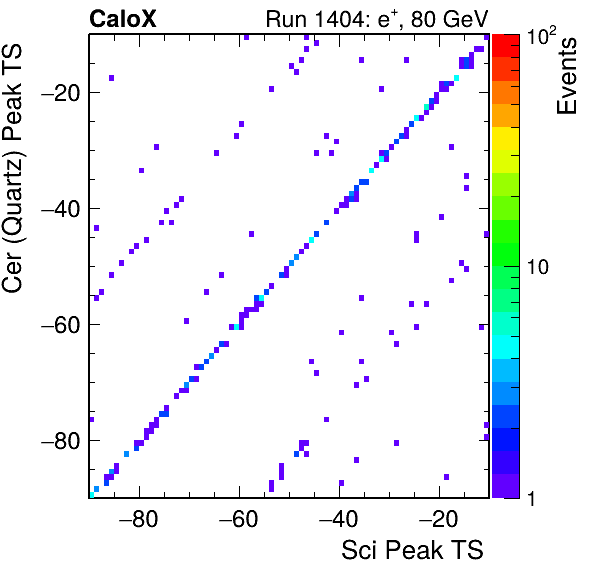 CaloX Run 1404: e⁺, 80 GeV
Cer (Quartz) Peak TS
−20
−40
−60
−80
−80 −60 −40 −20
Sci Peak TS
10²
10
1
Events